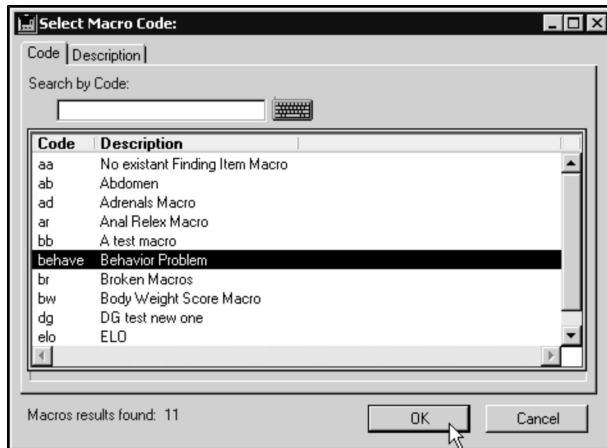 Select Macro Code:
Code Description
Search by Code:
Code Description
aa No existant Finding Item Macro
ab Abdomen
ad Adrenals Macro
ar Anal Relex Macro
bb A test macro
behave Behavior Problem
br Broken Macros
bw Body Weight Score Macro
dg DG test new one
elo ELO
Macros results found: 11
OK Cancel